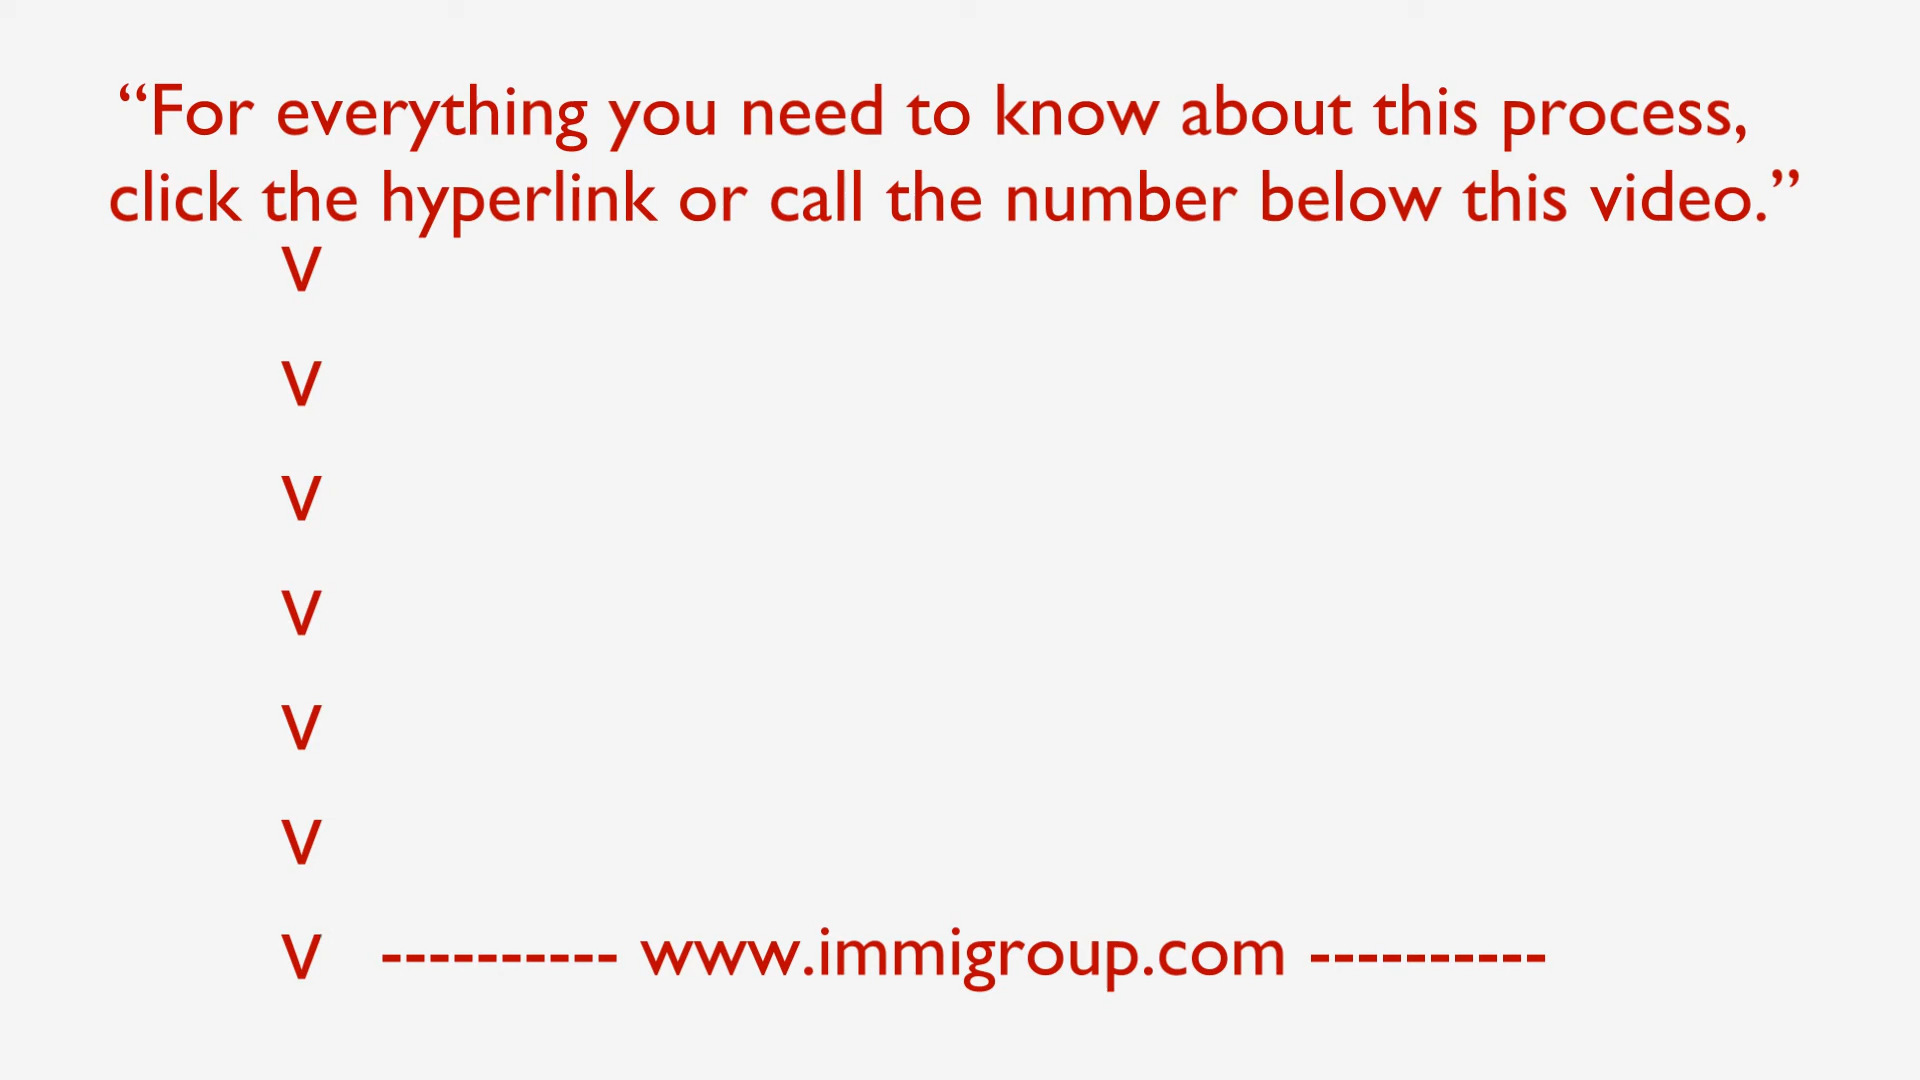 “For everything you need to know about this process,
click the hyperlink or call the number below this video.”
V
V
V
V
V
V
V ---------- www.immigroup.com ----------